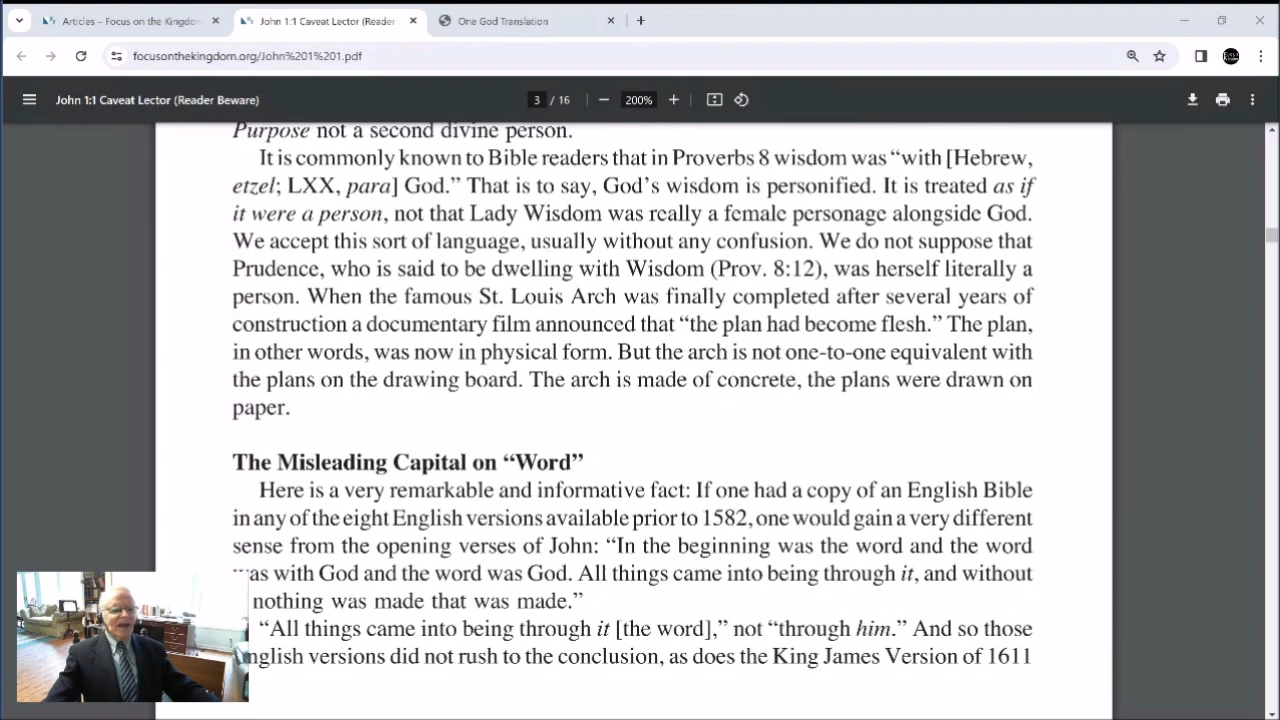 Articles – Focus on the Kingdo
John 1:1 Caveat Lector (Reader
One God Translation
focusonthekingdom.org/John%201%201.pdf
John 1:1 Caveat Lector (Reader Beware)
3 / 16
200%
Purpose not a second divine person.
It is commonly known to Bible readers that in Proverbs 8 wisdom was “with [Hebrew,
etzel; LXX, para] God.” That is to say, God’s wisdom is personified. It is treated as if
it were a person, not that Lady Wisdom was really a female personage alongside God.
We accept this sort of language, usually without any confusion. We do not suppose that
Prudence, who is said to be dwelling with Wisdom (Prov. 8:12), was herself literally a
person. When the famous St. Louis Arch was finally completed after several years of
construction a documentary film announced that “the plan had become flesh.” The plan,
in other words, was now in physical form. But the arch is not one-to-one equivalent with
the plans on the drawing board. The arch is made of concrete, the plans were drawn on
paper.
The Misleading Capital on “Word”
Here is a very remarkable and informative fact: If one had a copy of an English Bible
in any of the eight English versions available prior to 1582, one would gain a very different
sense from the opening verses of John: “In the beginning was the word and the word
was with God and the word was God. All things came into being through it, and without
nothing was made that was made.”
“All things came into being through it [the word],” not “through him.” And so those
nglish versions did not rush to the conclusion, as does the King James Version of 1611